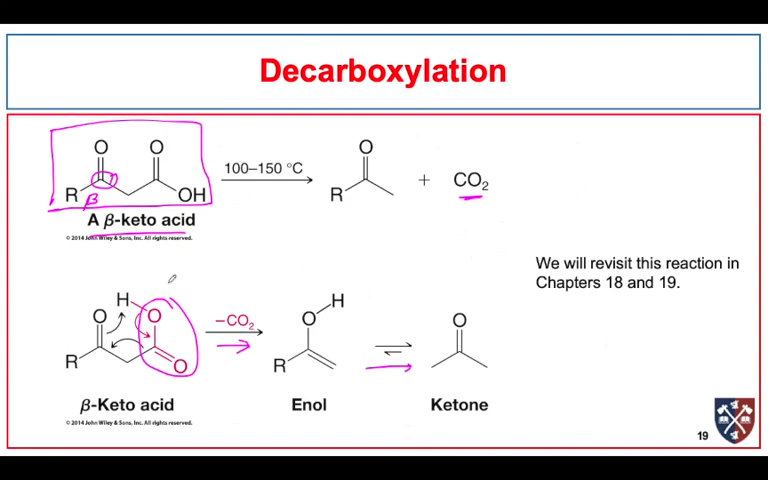 Decarboxylation
O O
100–150 °C
O
R OH
β
R
+ CO2
A β-keto acid
© 2014 John Wiley & Sons, Inc. All rights reserved.
We will revisit this reaction in
Chapters 18 and 19.
H
O O
–CO2
H
O
O
R O
R
β-Keto acid
Enol
Ketone
© 2014 John Wiley & Sons, Inc. All rights reserved.
19